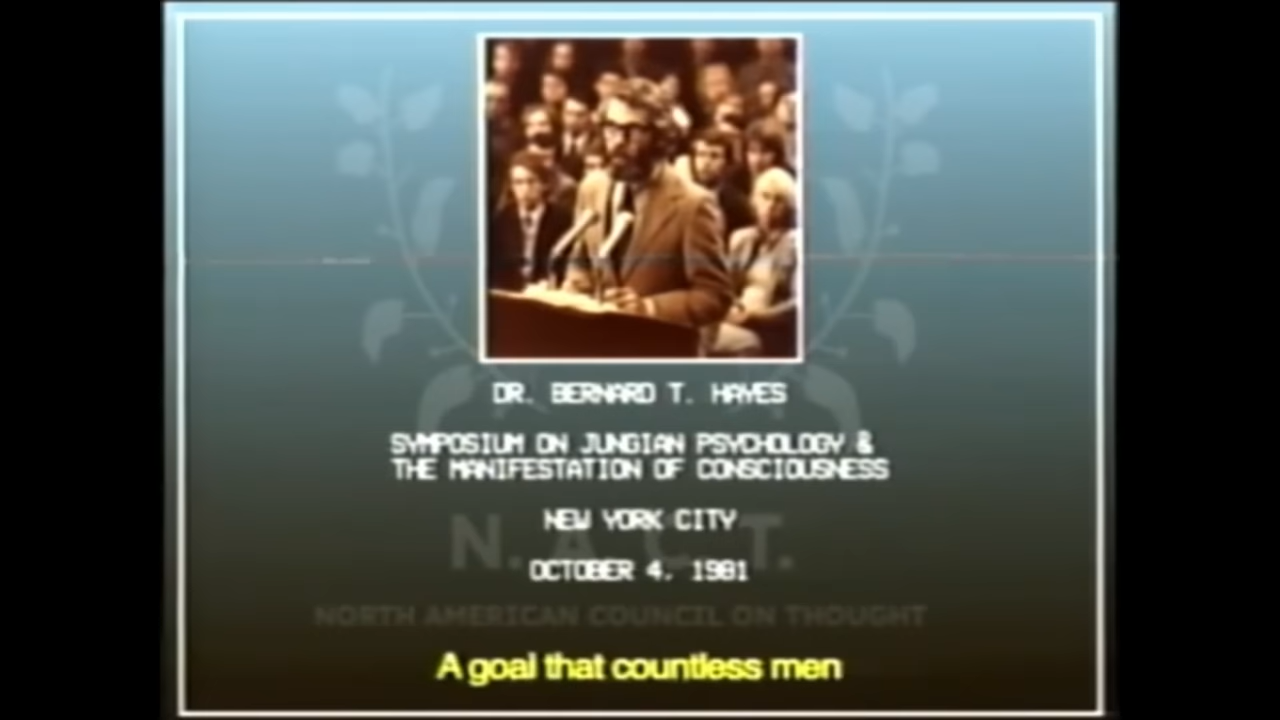 DR. BERNARD T. HAYES
SYMPOSIUM ON JUNGIAN PSYCHOLOGY &
THE MANIFESTATION OF CONSCIOUSNESS
NEW YORK CITY
N. A. C. T.
OCTOBER 4. 1981
NORTH AMERICAN COUNCIL ON THOUGHT
A goal that countless men